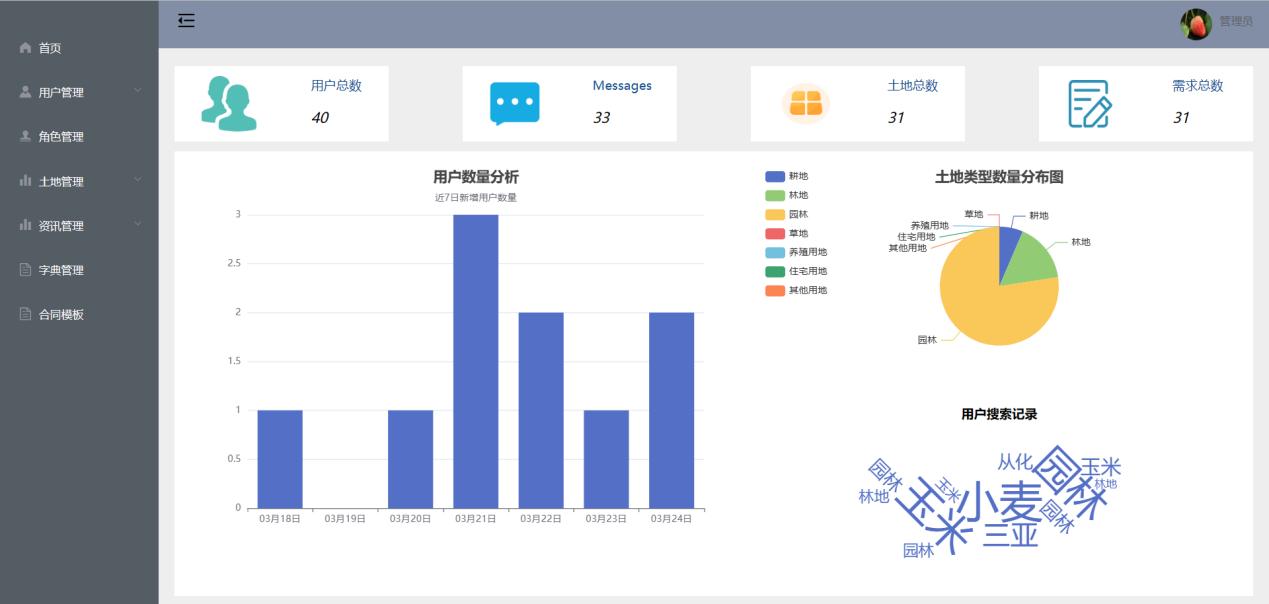 管理员
首页
用户管理
角色管理
土地管理
资讯管理
字典管理
合同模板
用户总数
40
Messages
33
土地总数
31
需求总数
31
用户数量分析
近7日新增用户数量
3
2.5
2
1.5
1
0.5
0
03月18日 03月19日 03月20日 03月21日 03月22日 03月23日 03月24日
耕地
林地
园林
草地
养殖用地
住宅用地
其他用地
土地类型数量分布图
草地
耕地
养殖用地
住宅用地
林地
其他用地
园林
用户搜索记录
从化
园林
玉米
园林
林地
林地
玉米
玉米
小麦
园林
三亚
园林